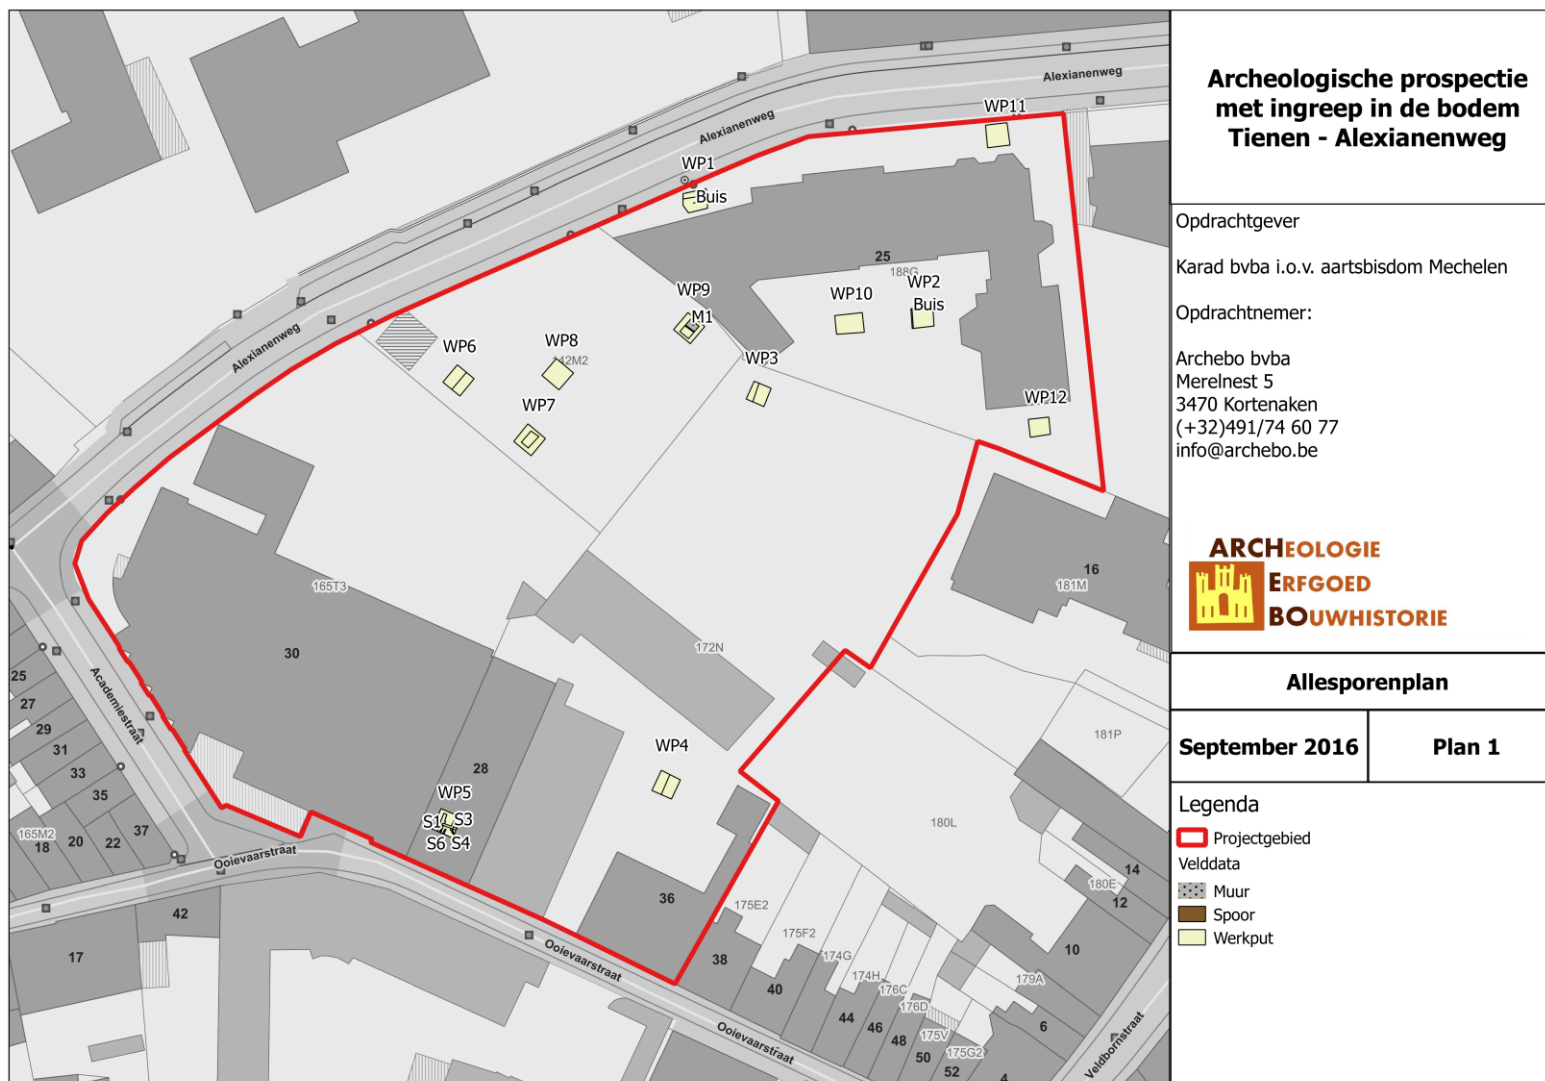 Archeologische prospectie
met ingreep in de bodem
Tienen - Alexianenweg
Opdrachtgever
Karad bvba i.o.v. aartsbisdom Mechelen
Opdrachtnemer:
Archebo bvba
Merelnest 5
3470 Kortenaken
(+32)491/74 60 77
info@archebo.be
ARCHEOLOGIE
ERFGOED
BOUWHISTORIE
Allesporenplan
September 2016
Plan 1
Legenda
Projectgebied
Velddata
Muur
Spoor
Werkput
Alexianenweg
Alexianenweg
Alexianenweg
WP11
WP1
Buis
25
188G
WP9
M1
WP10
WP2
Buis
WP6
WP8
142M2
WP3
WP7
WP12
16
181M
165T3
30
172N
Academiestraat
25
27
29
31
33
35
37
165M2
18
20
22
28
WP4
WP5
S1
S3
S6
S4
181P
180L
180E
14
12
10
Ooievaarstraat
42
17
36
175E2
175F2
174G
174H
176C
176D
175V
175G2
179A
38
40
44
46
48
50
52
4
6
Ooievaarstraat
Ooievaarstraat
Veldbornstraat